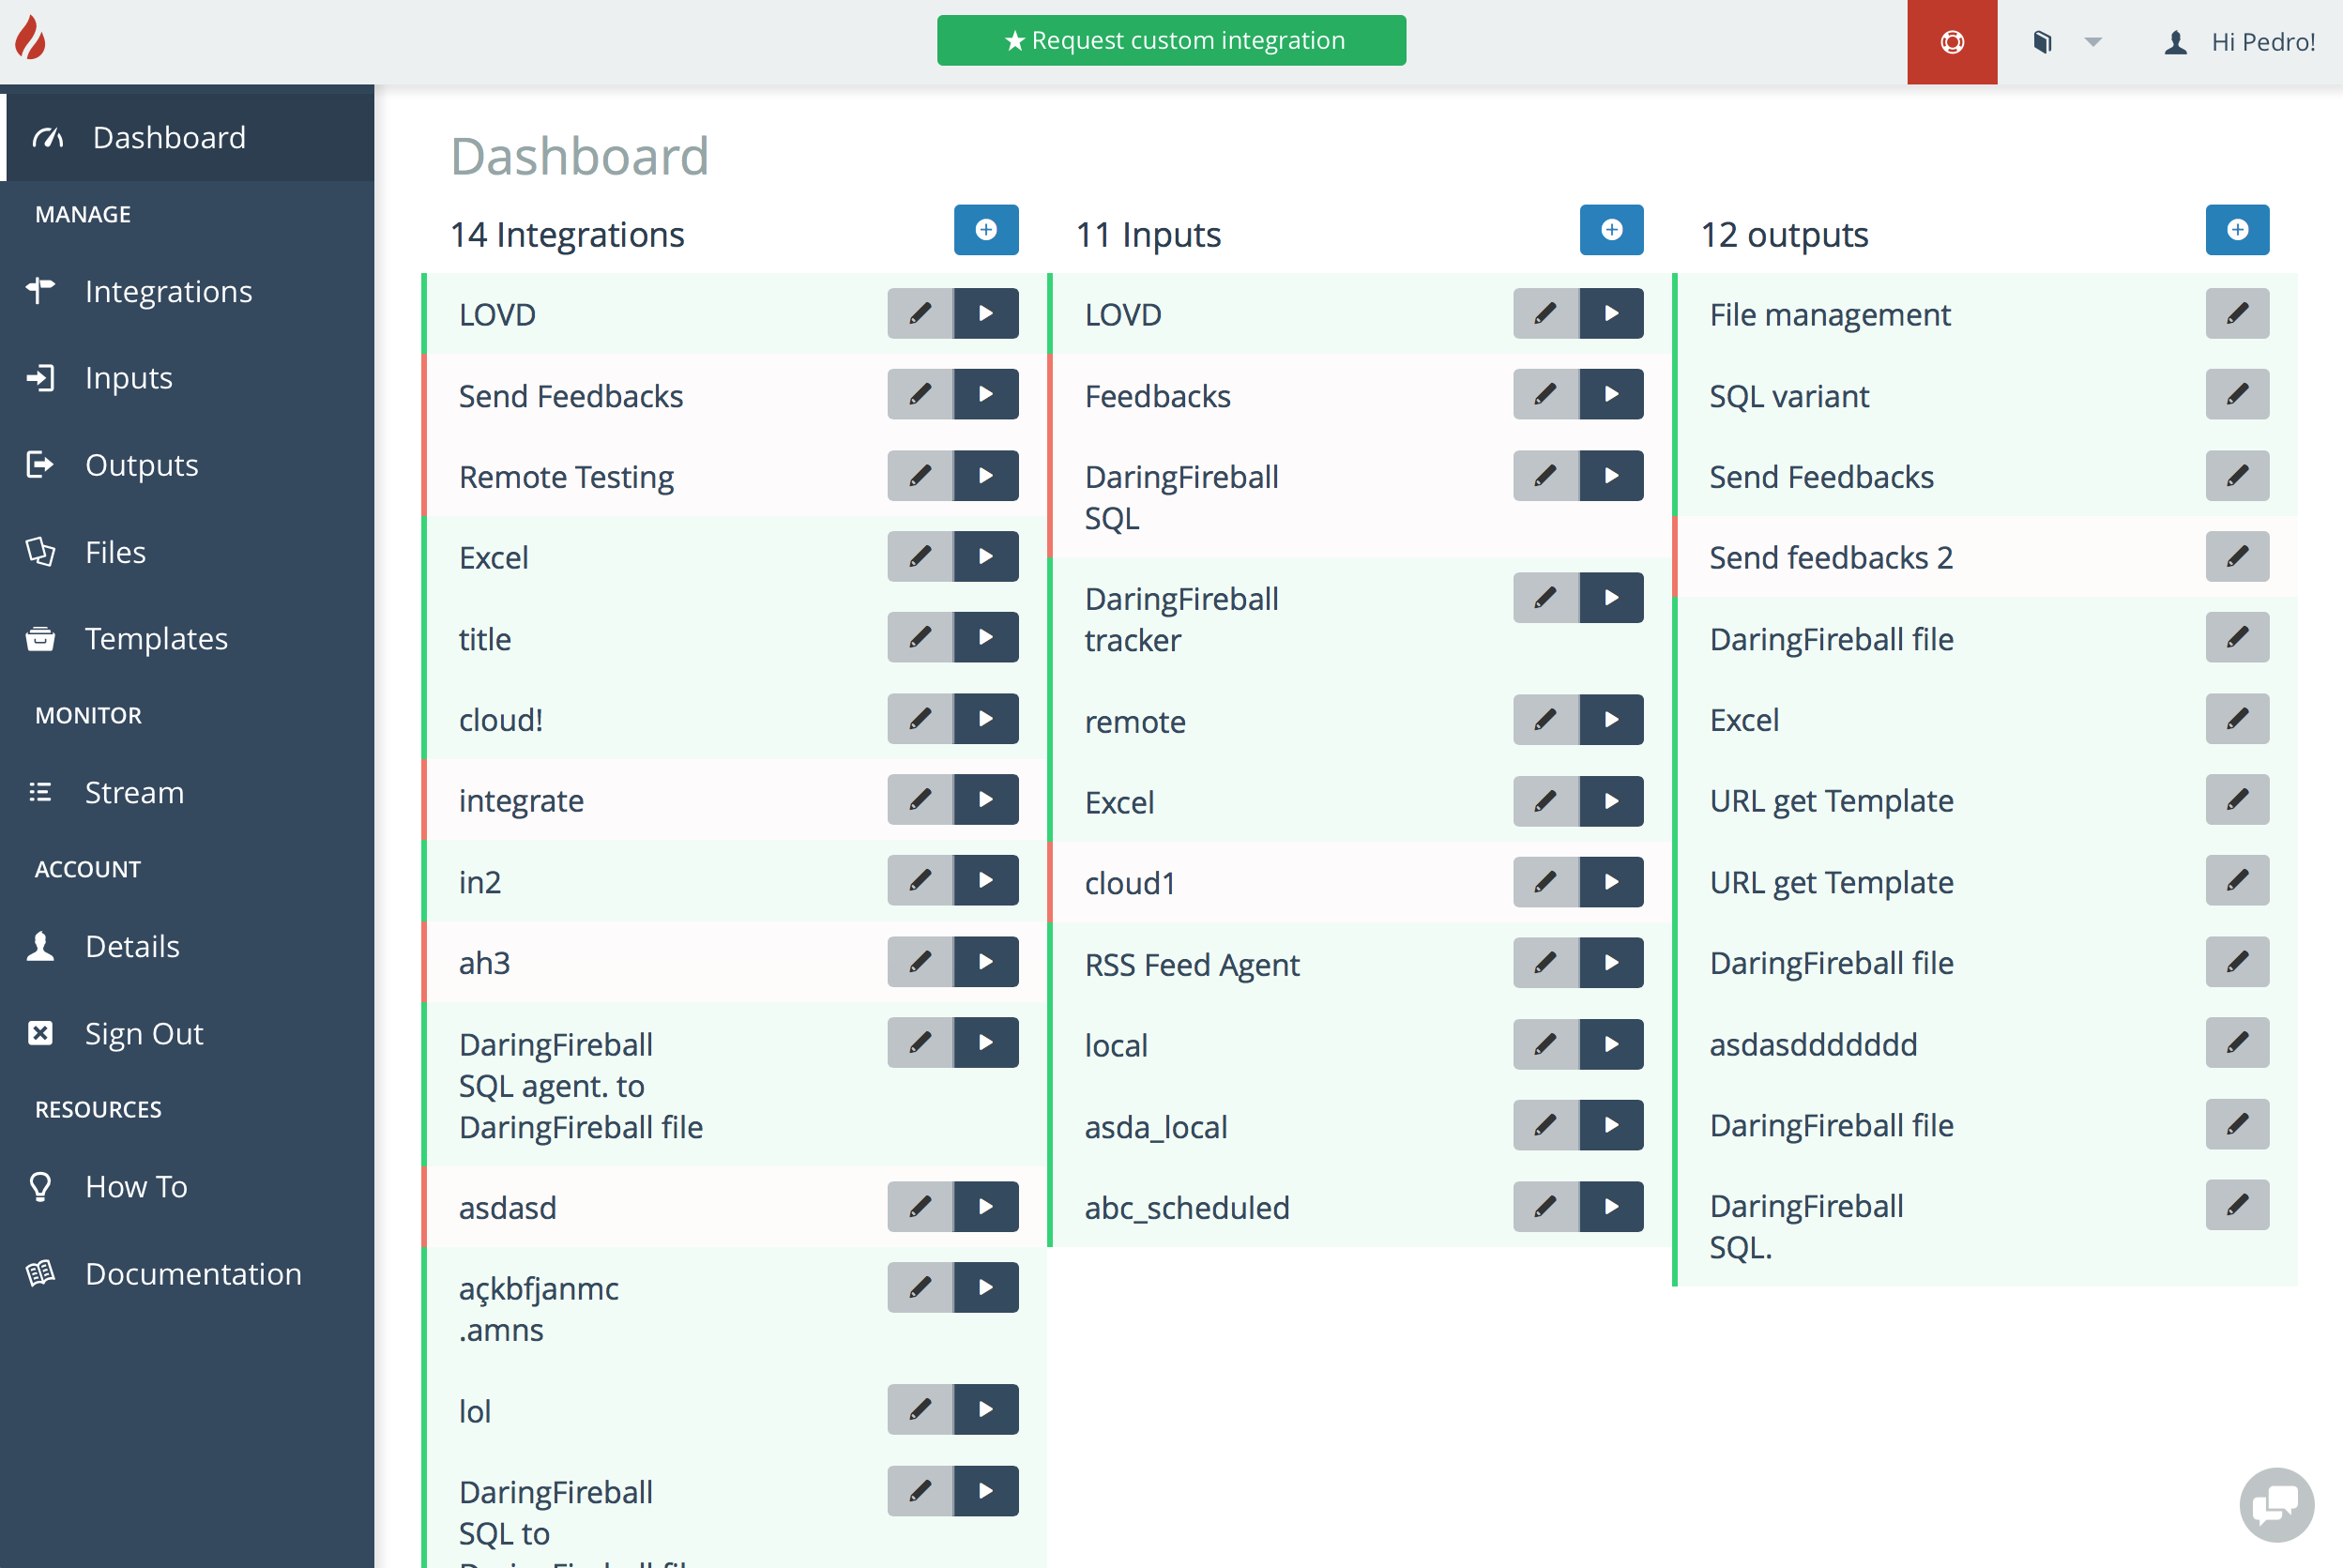 Request custom integration
Hi Pedro!
Dashboard
MANAGE
Integrations
Inputs
Outputs
Files
Templates
MONITOR
Stream
ACCOUNT
Details
Sign Out
RESOURCES
How To
Documentation
Dashboard
14 Integrations
LOVD
Send Feedbacks
Remote Testing
Excel
title
cloud!
integrate
in2
ah3
DaringFireball
SQL agent. to
DaringFireball file
asdasd
açkbfjanmc
.amns
lol
DaringFireball
SQL to
11 Inputs
LOVD
Feedbacks
DaringFireball
SQL
DaringFireball
tracker
remote
Excel
cloud1
RSS Feed Agent
local
asda_local
abc_scheduled
12 outputs
File management
SQL variant
Send Feedbacks
Send feedbacks 2
DaringFireball file
Excel
URL get Template
URL get Template
DaringFireball file
asdasddddddd
DaringFireball file
DaringFireball
SQL.